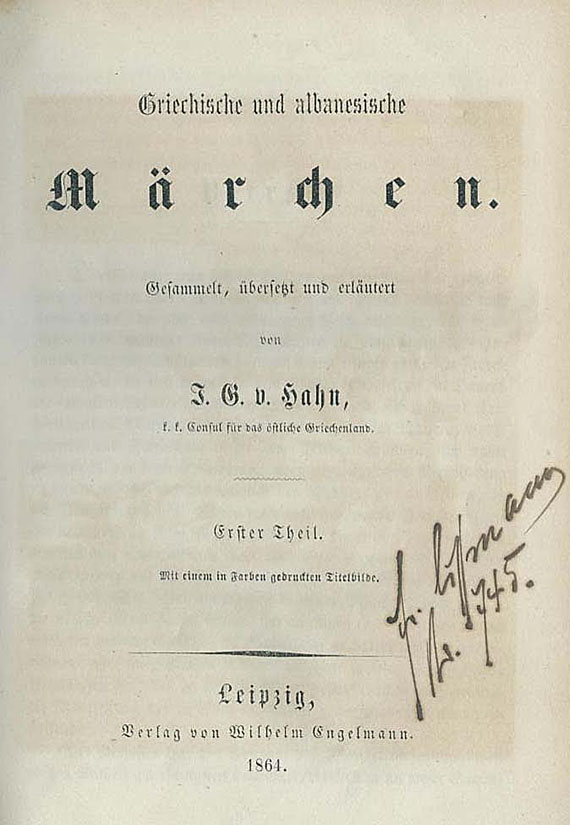 Griechische und albanesische
Märchen.
Gesammelt, übersetzt und erläutert
von
J. G. v. Hahn,
k. k. Consul für das östliche Griechenland.
Erster Theil.
Mit einem in Farben gedruckten Titelbilde.
Leipzig,
Verlag von Wilhelm Engelmann.
1864.